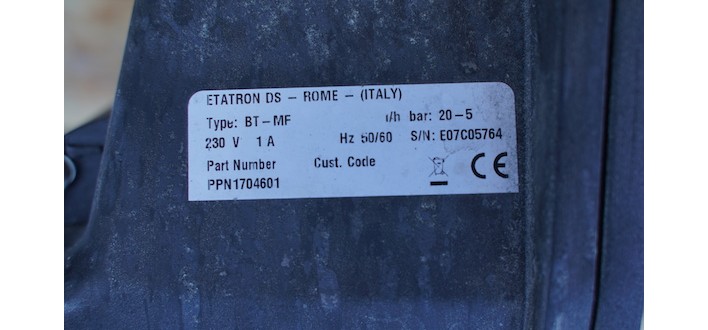 ETATRON DS - ROME - (ITALY)
Type: BT-MF l/h bar: 20-5
230 V 1 A Hz 50/60 S/N: E07C05764
Part Number Cust. Code
PPN1704601
CE